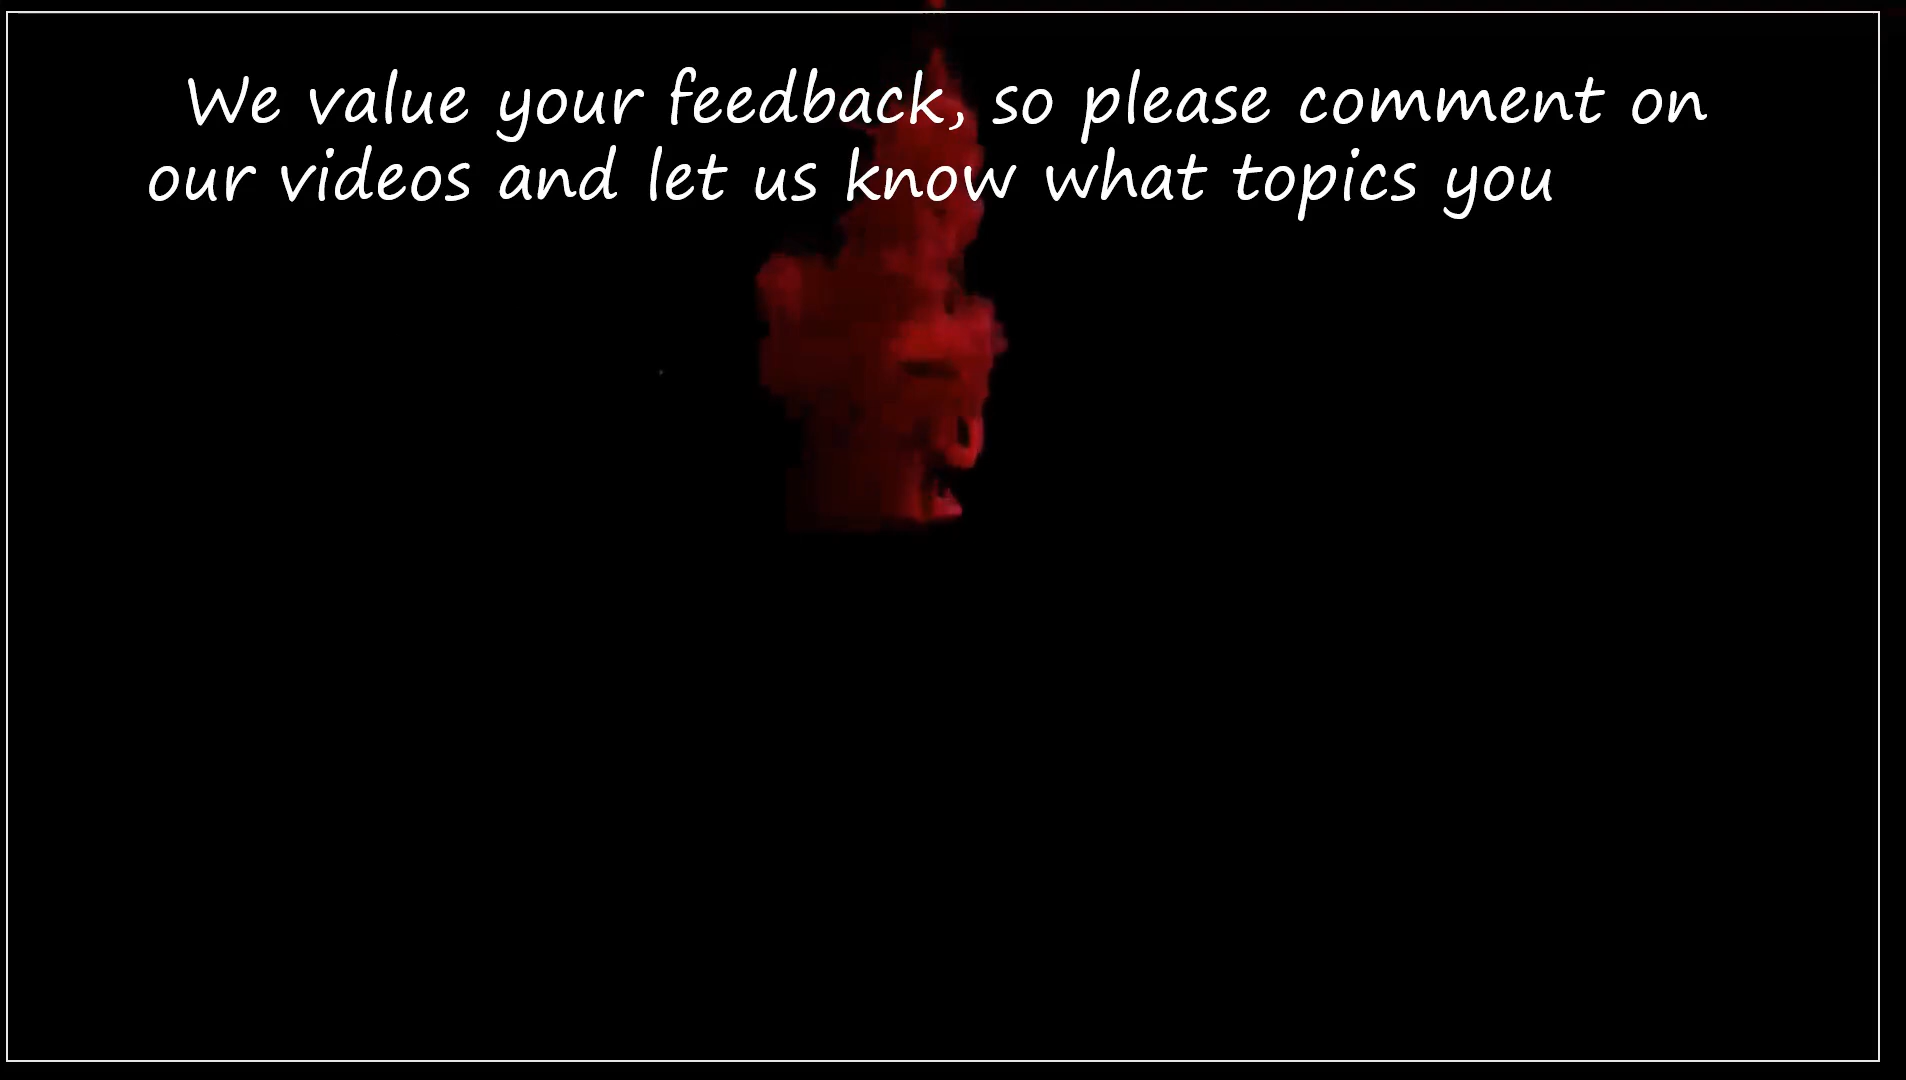 We value your feedback, so please comment on
our videos and let us know what topics you